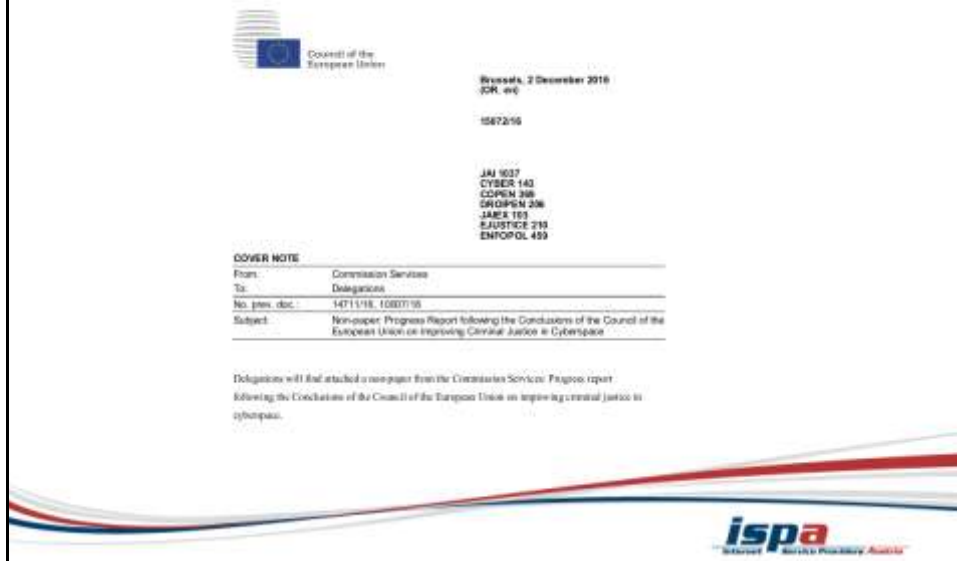 Council of the
European Union
Brussels, 2 December 2016
(OR. en)
15072/16
JAI 1037
CYBER 143
COPEN 369
DROIPEN 206
JAIEX 103
EJUSTICE 210
ENFOPOL 459
COVER NOTE
From: Commission Services
To: Delegations
No. prev. doc.: 14711/16, 10007/16
Subject: Non-paper: Progress Report following the Conclusions of the Council of the
European Union on Improving Criminal Justice in Cyberspace
Delegations will find attached a non-paper from the Commission Services: Progress report
following the Conclusions of the Council of the European Union on improving criminal justice in
cyberspace.
ispa
Internet Service Providers Austria